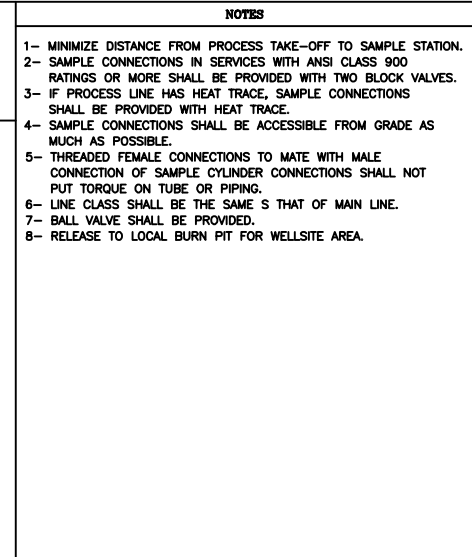 NOTES
1- MINIMIZE DISTANCE FROM PROCESS TAKE-OFF TO SAMPLE STATION.
2- SAMPLE CONNECTIONS IN SERVICES WITH ANSI CLASS 900
RATINGS OR MORE SHALL BE PROVIDED WITH TWO BLOCK VALVES.
3- IF PROCESS LINE HAS HEAT TRACE, SAMPLE CONNECTIONS
SHALL BE PROVIDED WITH HEAT TRACE.
4- SAMPLE CONNECTIONS SHALL BE ACCESSIBLE FROM GRADE AS
MUCH AS POSSIBLE.
5- THREADED FEMALE CONNECTIONS TO MATE WITH MALE
CONNECTION OF SAMPLE CYLINDER CONNECTIONS SHALL NOT
PUT TORQUE ON TUBE OR PIPING.
6- LINE CLASS SHALL BE THE SAME S THAT OF MAIN LINE.
7- BALL VALVE SHALL BE PROVIDED.
8- RELEASE TO LOCAL BURN PIT FOR WELLSITE AREA.